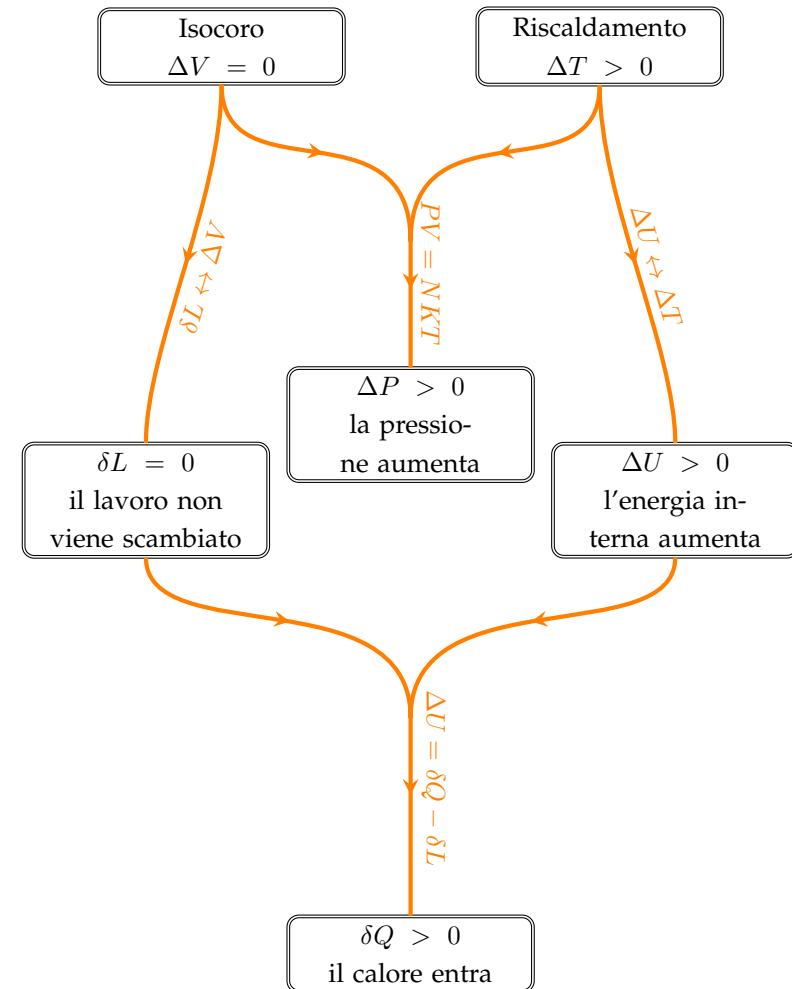 Isocoro
ΔV = 0
Riscaldamento
ΔT > 0
δL ↔ ΔV
PV = NKT
ΔU ↔ ΔT
ΔP > 0
la pressio-
ne aumenta
δL = 0
il lavoro non
viene scambiato
ΔU > 0
l'energia in-
terna aumenta
ΔU = δQ − δL
δQ > 0
il calore entra